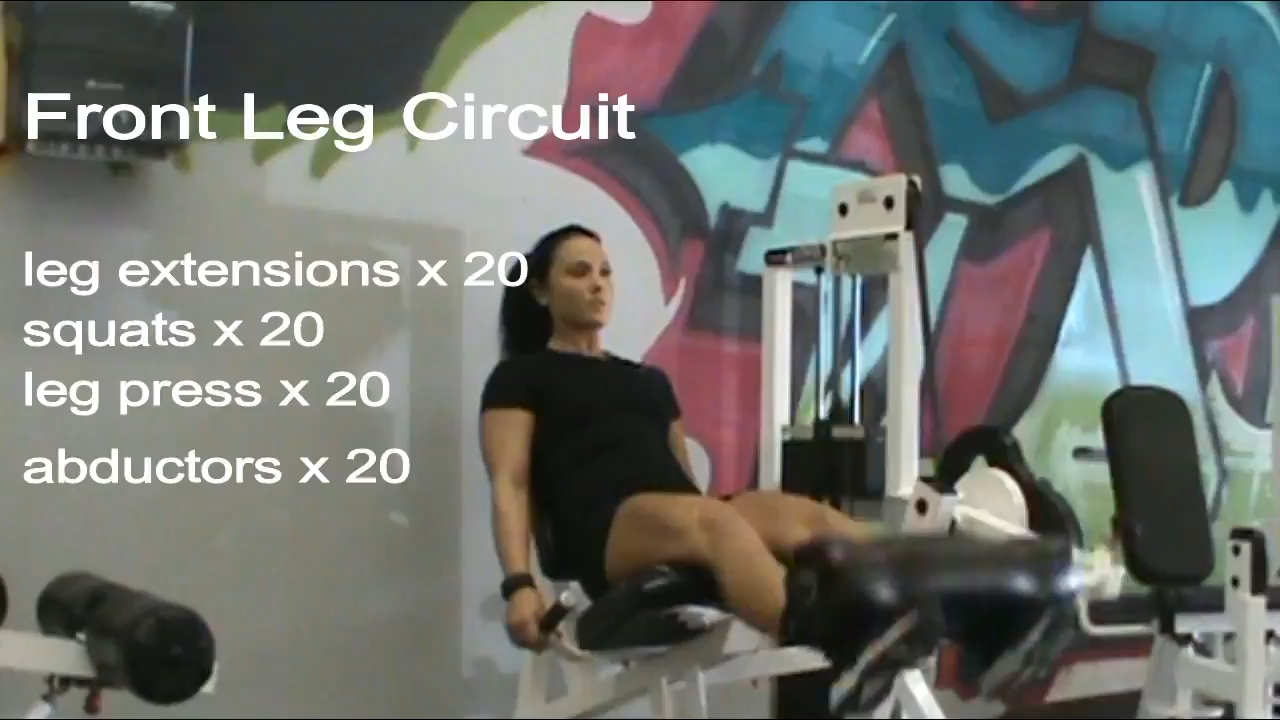 Front Leg Circuit
leg extensions x 20
squats x 20
leg press x 20
abductors x 20